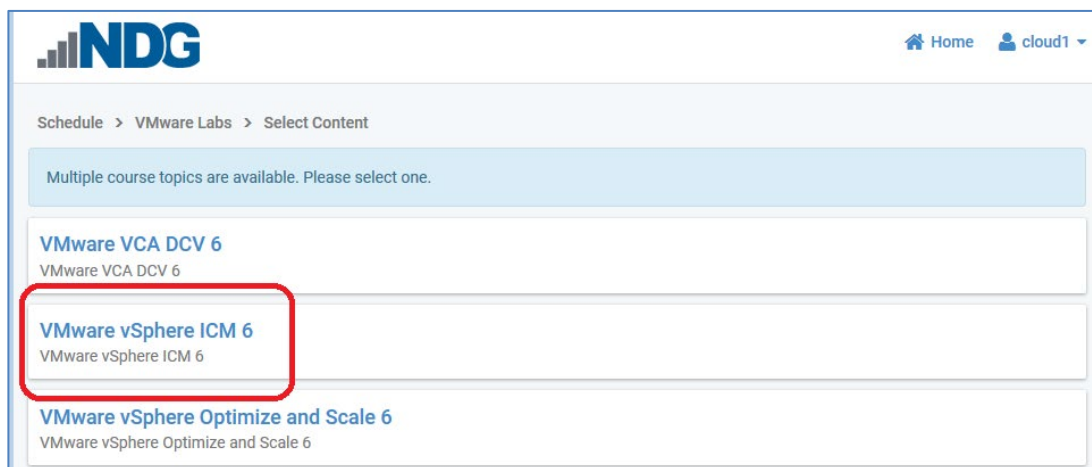 NDG
Home cloud1
Schedule > VMware Labs > Select Content
Multiple course topics are available. Please select one.
VMware VCA DCV 6
VMware VCA DCV 6
VMware vSphere ICM 6
VMware vSphere ICM 6
VMware vSphere Optimize and Scale 6
VMware vSphere Optimize and Scale 6